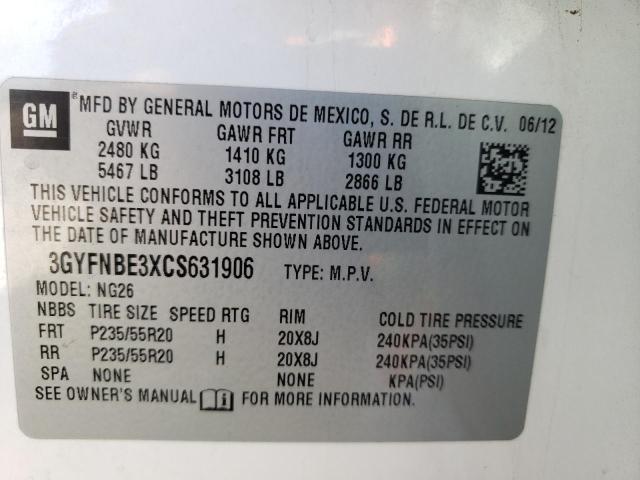 GM ® MFD BY GENERAL MOTORS DE MEXICO, S. DE R.L. DE C.V. 06/12
GVWR GAWR FRT GAWR RR
2480 KG 1410 KG 1300 KG
5467 LB 3108 LB 2866 LB
THIS VEHICLE CONFORMS TO ALL APPLICABLE U.S. FEDERAL MOTOR
VEHICLE SAFETY AND THEFT PREVENTION STANDARDS IN EFFECT ON
THE DATE OF MANUFACTURE SHOWN ABOVE.
3GYFNBE3XCS631906 TYPE: M.P.V.
MODEL: NG26
NBBS TIRE SIZE SPEED RTG RIM COLD TIRE PRESSURE
FRT P235/55R20 H 20X8J 240KPA(35PSI)
RR P235/55R20 H 20X8J 240KPA(35PSI)
SPA NONE NONE KPA(PSI)
SEE OWNER'S MANUAL FOR MORE INFORMATION.